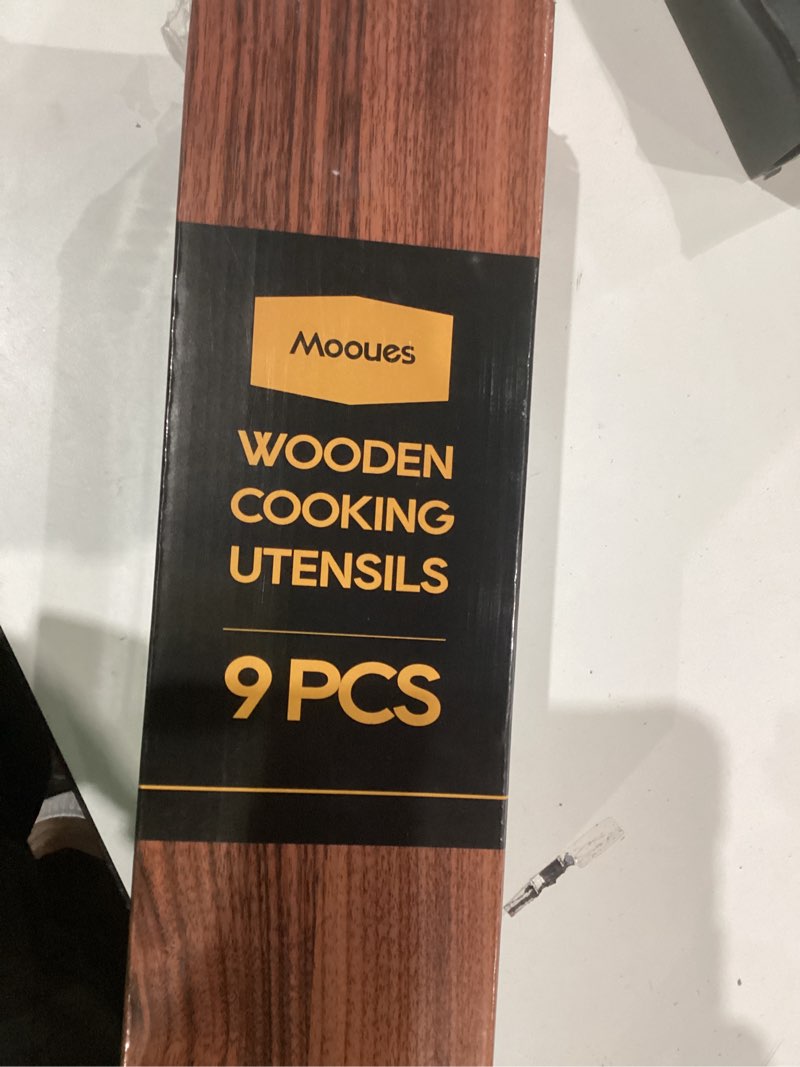 Mooues
WOODEN
COOKING
UTENSILS
9 PCS